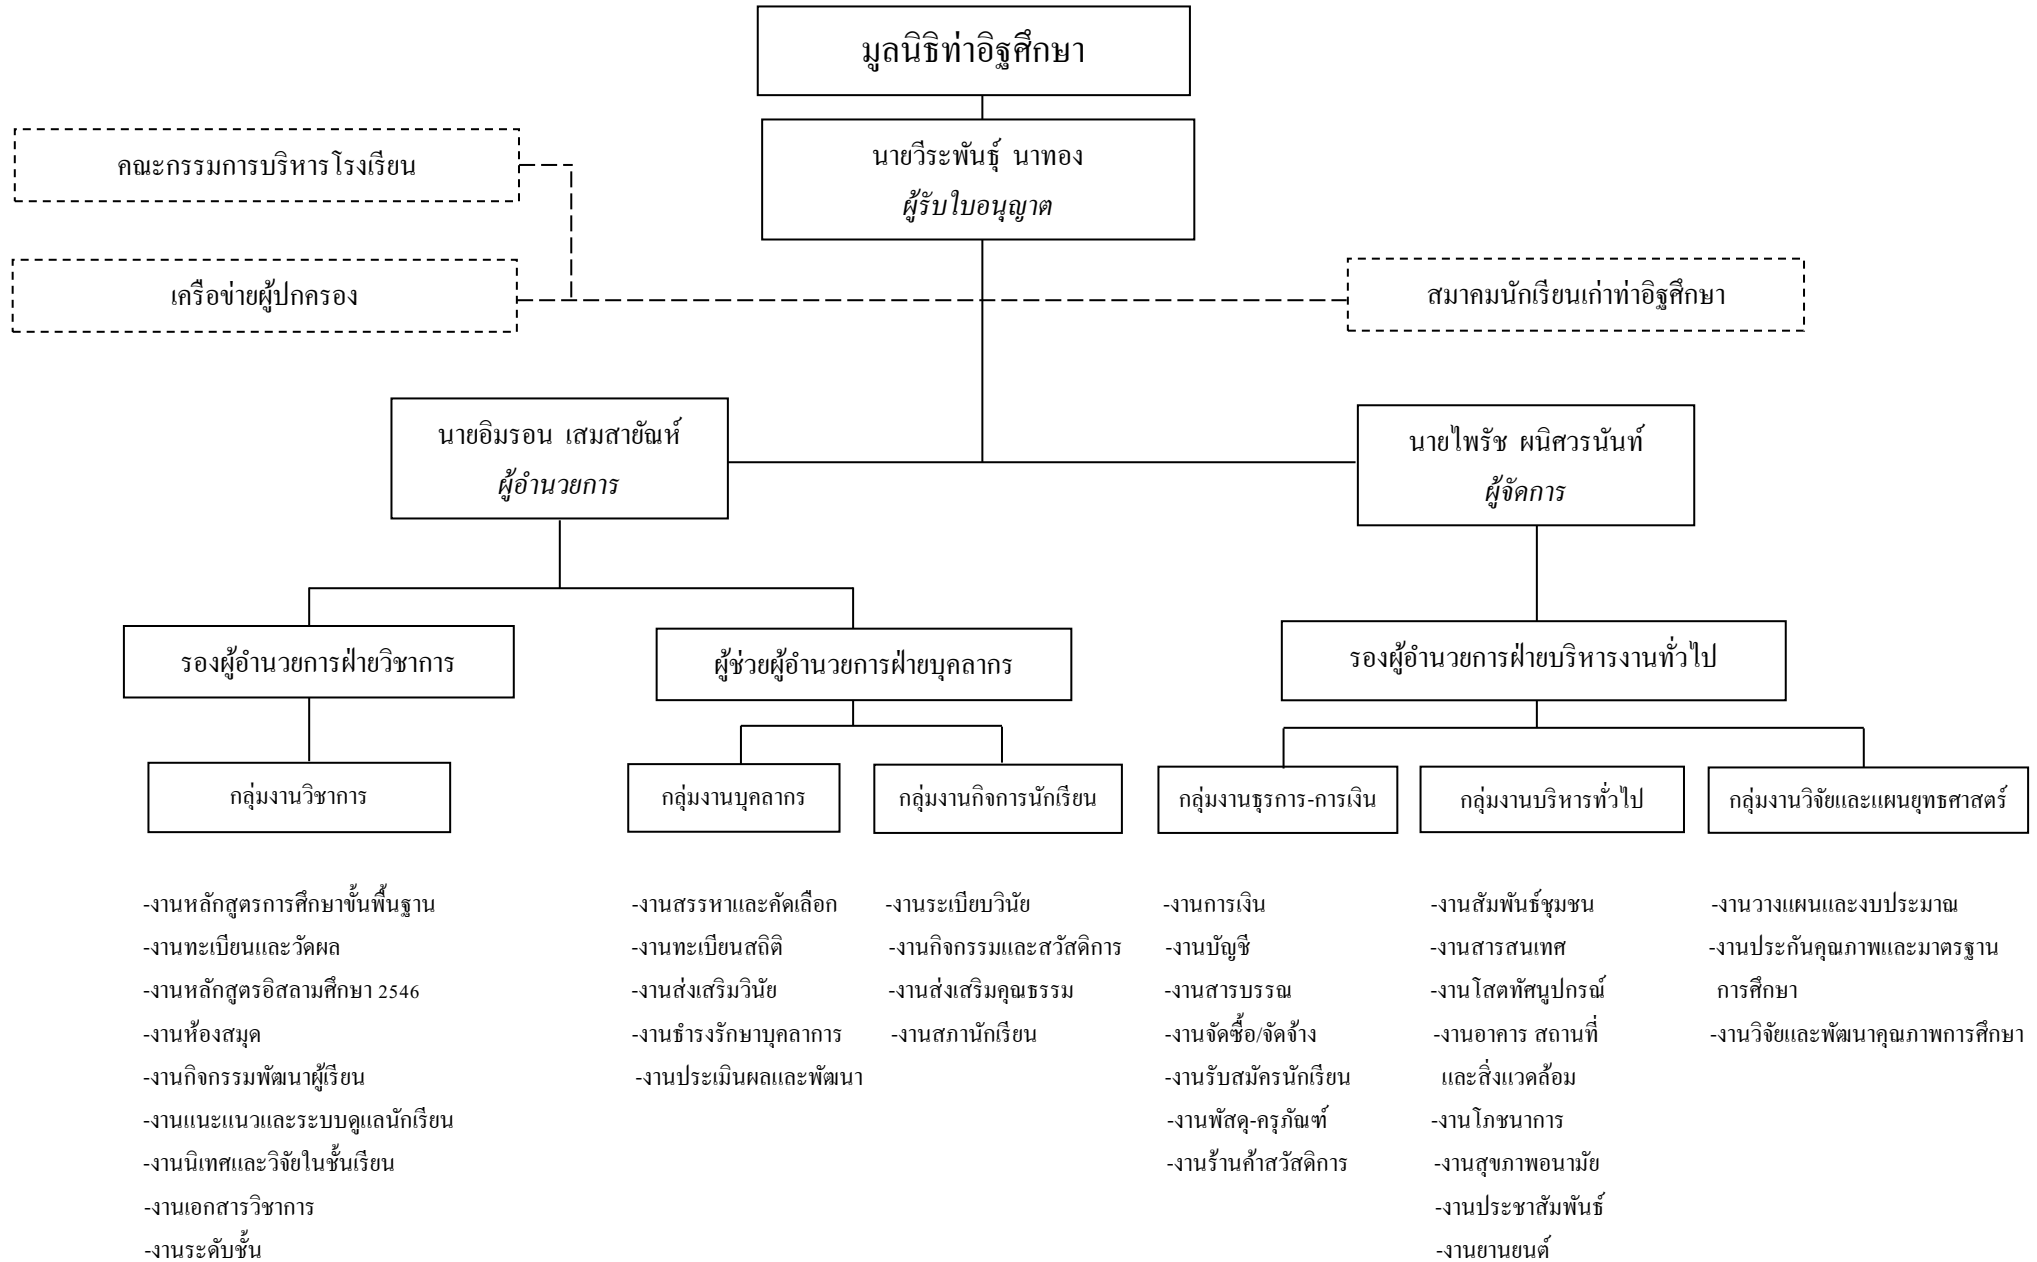 มูลนิธิท่าอิฐศึกษา
นายวีระพันธุ์ นาทอง
ผู้รับใบอนุญาต
คณะกรรมการบริหารโรงเรียน
เครือข่ายผู้ปกครอง
สมาคมนักเรียนเก่าท่าอิฐศึกษา
นายอิมรอน เสมสายัณห์
ผู้อำนวยการ
นายไพรัช ผนิศวรนันท์
ผู้จัดการ
รองผู้อำนวยการฝ่ายวิชาการ
ผู้ช่วยผู้อำนวยการฝ่ายบุคลากร
รองผู้อำนวยการฝ่ายบริหารงานทั่วไป
กลุ่มงานวิชาการ
กลุ่มงานบุคลากร
กลุ่มงานกิจการนักเรียน
กลุ่มงานธุรการ-การเงิน
กลุ่มงานบริหารทั่วไป
กลุ่มงานวิจัยและแผนยุทธศาสตร์
-งานหลักสูตรการศึกษาขั้นพื้นฐาน
-งานทะเบียนและวัดผล
-งานหลักสูตรอิสลามศึกษา 2546
-งานห้องสมุด
-งานกิจกรรมพัฒนาผู้เรียน
-งานแนะแนวและระบบดูแลนักเรียน
-งานนิเทศและวิจัยในชั้นเรียน
-งานเอกสารวิชาการ
-งานระดับชั้น
-งานสรรหาและคัดเลือก
-งานทะเบียนสถิติ
-งานส่งเสริมวินัย
-งานธำรงรักษาบุคลาการ
-งานประเมินผลและพัฒนา
-งานระเบียบวินัย
-งานกิจกรรมและสวัสดิการ
-งานส่งเสริมคุณธรรม
-งานสภานักเรียน
-งานการเงิน
-งานบัญชี
-งานสารบรรณ
-งานจัดซื้อ/จัดจ้าง
-งานรับสมัครนักเรียน
-งานพัสดุ-ครุภัณฑ์
-งานร้านค้าสวัสดิการ
-งานสัมพันธ์ชุมชน
-งานสารสนเทศ
-งานโสตทัศนูปกรณ์
-งานอาคาร สถานที่
และสิ่งแวดล้อม
-งานโภชนาการ
-งานสุขภาพอนามัย
-งานประชาสัมพันธ์
-งานยานยนต์
-งานวางแผนและงบประมาณ
-งานประกันคุณภาพและมาตรฐาน
การศึกษา
-งานวิจัยและพัฒนาคุณภาพการศึกษา